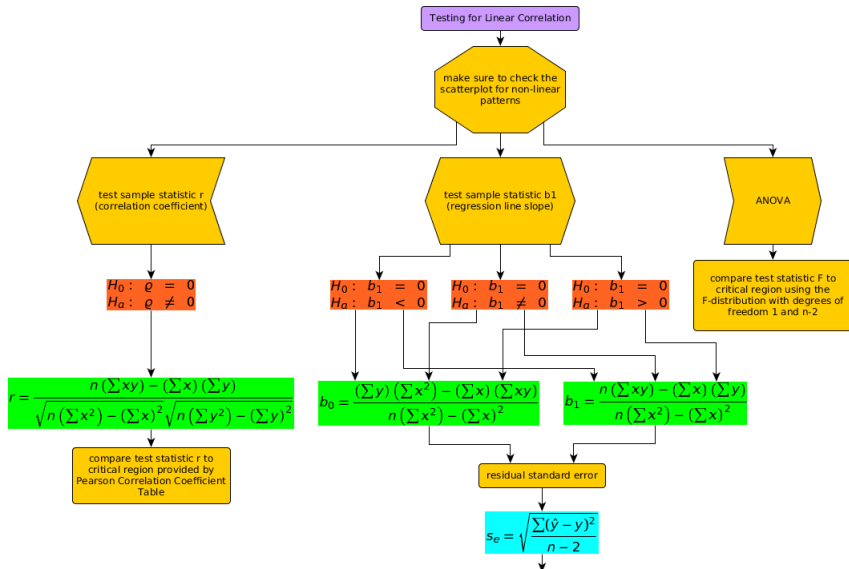 Testing for Linear Correlation
make sure to check the
scatterplot for non-linear
patterns
test sample statistic r
(correlation coefficient)
test sample statistic b1
(regression line slope)
ANOVA
H₀: ϱ = 0
Hₐ: ϱ ≠ 0
H₀: b₁ = 0
Hₐ: b₁ < 0
H₀: b₁ = 0
Hₐ: b₁ ≠ 0
H₀: b₁ = 0
Hₐ: b₁ > 0
compare test statistic F to
critical region using the
F-distribution with degrees of
freedom 1 and n-2
r = n(∑xy)−(∑x)(∑y) / √(n(∑x²)−(∑x)²) √(n(∑y²)−(∑y)²)
b₀ = (∑y)(∑x²)−(∑x)(∑xy) / n(∑x²)−(∑x)²
b₁ = n(∑xy)−(∑x)(∑y) / n(∑x²)−(∑x)²
compare test statistic r to
critical region provided by
Pearson Correlation Coefficient
Table
residual standard error
sₑ = √(∑(ŷ−y)² / n−2)